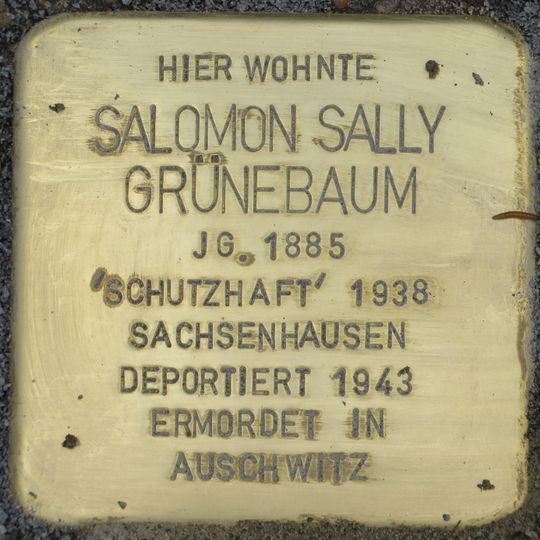 HIER WOHNTE
SALOMON SALLY
GRÜNEBAUM
JG. 1885
'SCHUTZHAFT' 1938
SACHSENHAUSEN
DEPORTIERT 1943
ERMORDET IN
AUSCHWITZ